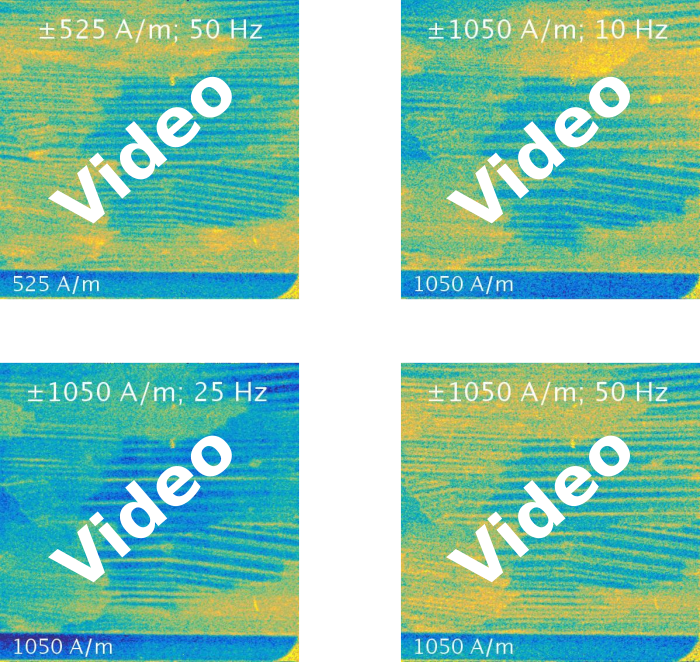 ±525 A/m; 50 Hz
Video
525 A/m
±1050 A/m; 10 Hz
Video
1050 A/m
±1050 A/m; 25 Hz
Video
1050 A/m
±1050 A/m; 50 Hz
Video
1050 A/m